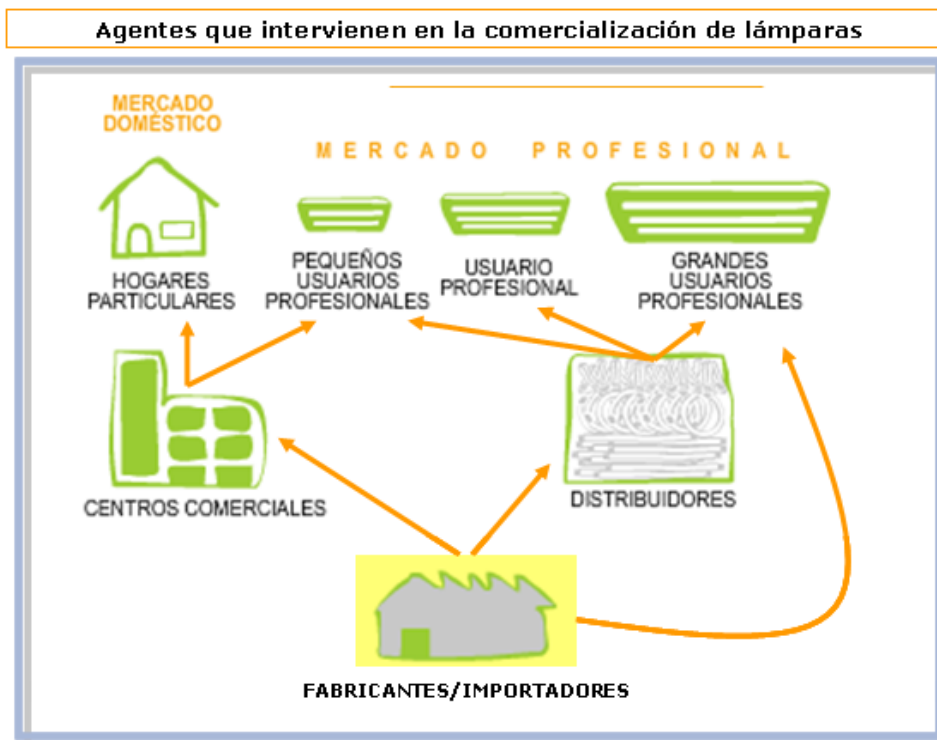 Agentes que intervienen en la comercialización de lámparas
MERCADO
DOMÉSTICO
MERCADO PROFESIONAL
HOGARES
PARTICULARES
PEQUEÑOS
USUARIOS
PROFESIONALES
USUARIO
PROFESIONAL
GRANDES
USUARIOS
PROFESIONALES
CENTROS COMERCIALES
DISTRIBUIDORES
FABRICANTES/IMPORTADORES